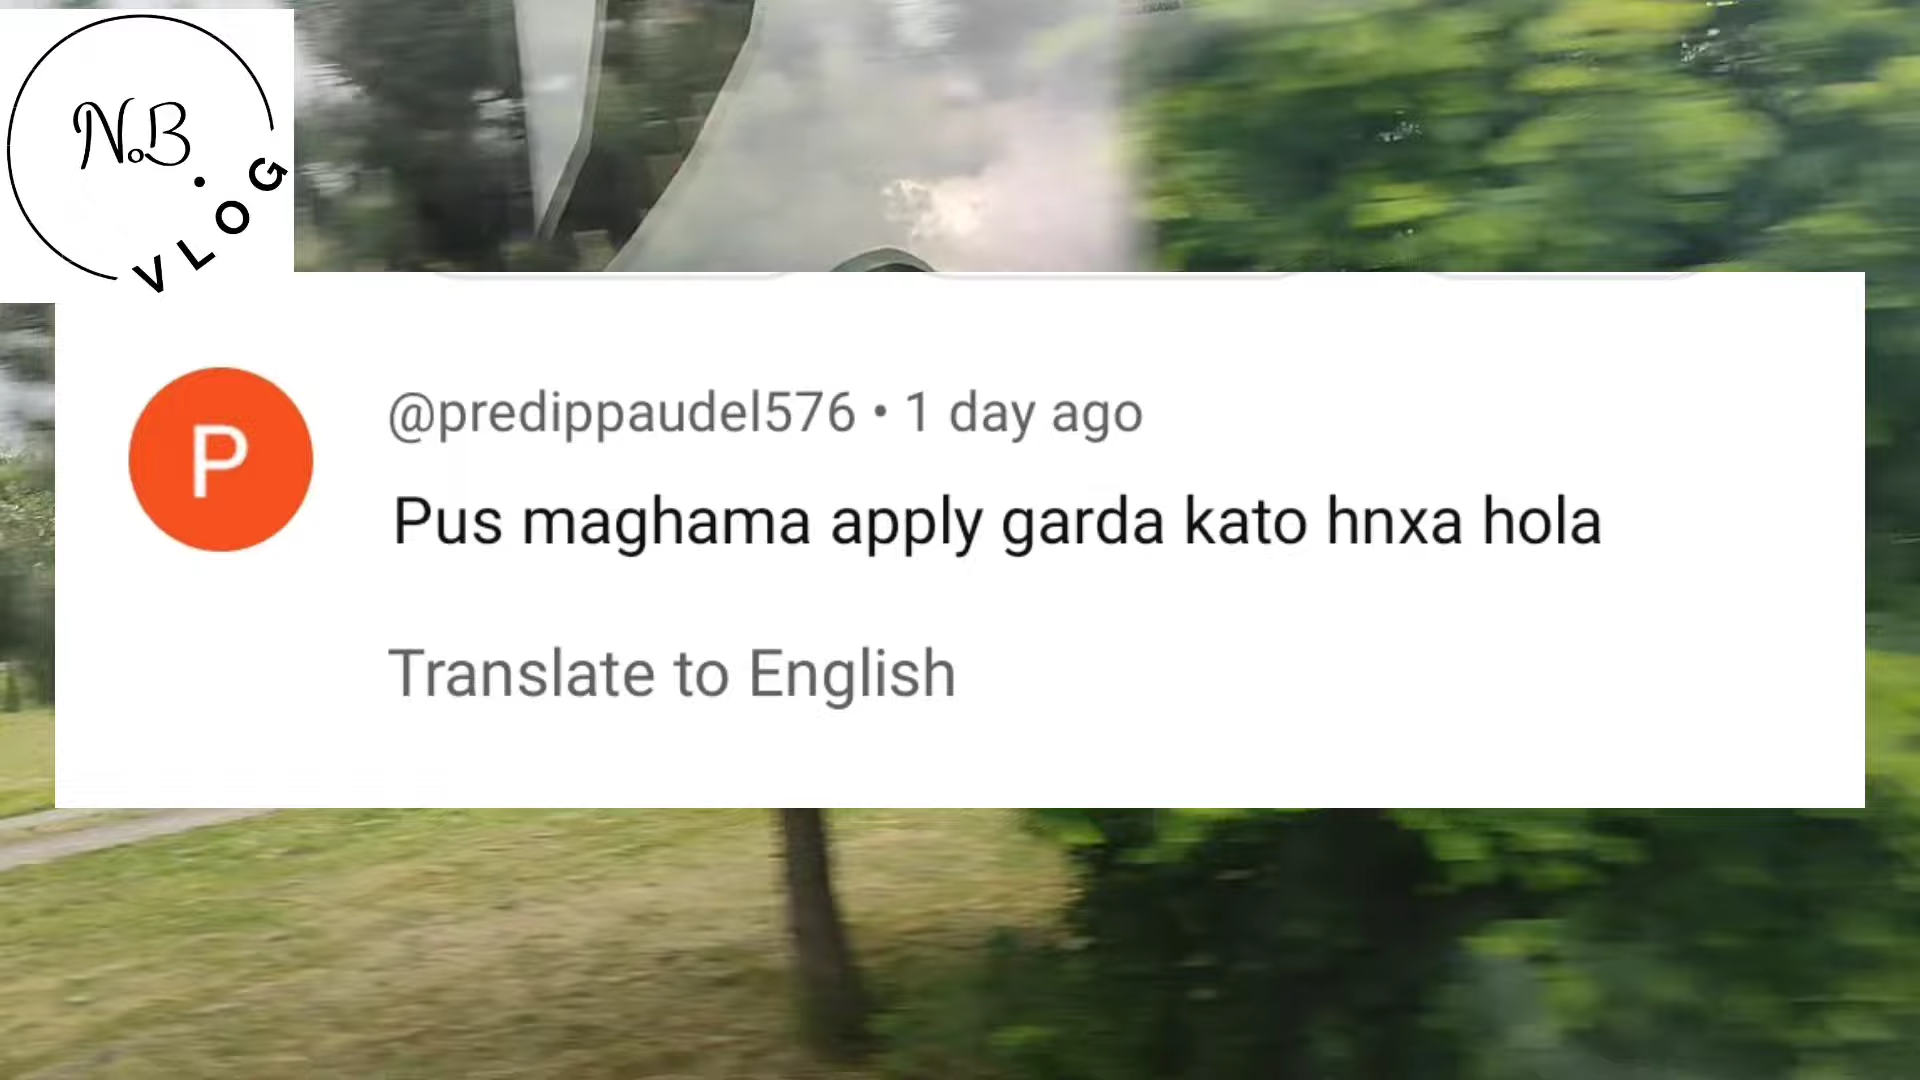 N.B.
VLOG
P
@predippaudel576 • 1 day ago
Pus maghama apply garda kato hnxa hola
Translate to English